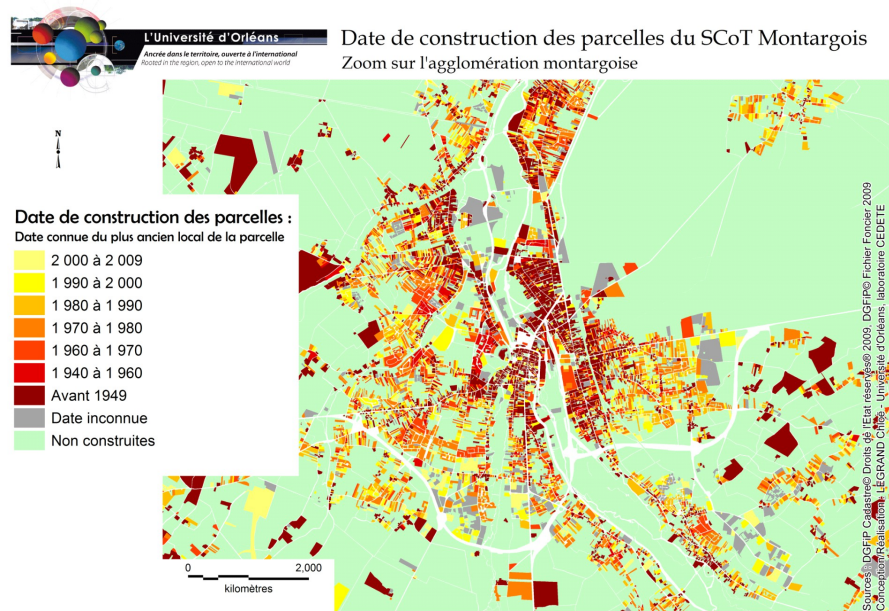 L'Université d'Orléans
Ancrée dans le territoire, ouverte à l'international
Rooted in the region, open to the international world
Date de construction des parcelles du SCoT Montargois
Zoom sur l'agglomération montargoise
N
Date de construction des parcelles :
Date connue du plus ancien local de la parcelle
2 000 à 2 009
1 990 à 2 000
1 980 à 1 990
1 970 à 1 980
1 960 à 1 970
1 940 à 1 960
Avant 1949
Date inconnue
Non construites
0 2,000
kilomètres
Sources : DGFiP Cadastre© Droits de l'Etat réservés® 2009, DGFiP© Fichier Foncier 2009
Conception/Réalisation : LEGRAND Chloé - Université d'Orléans, laboratoire CEDETE